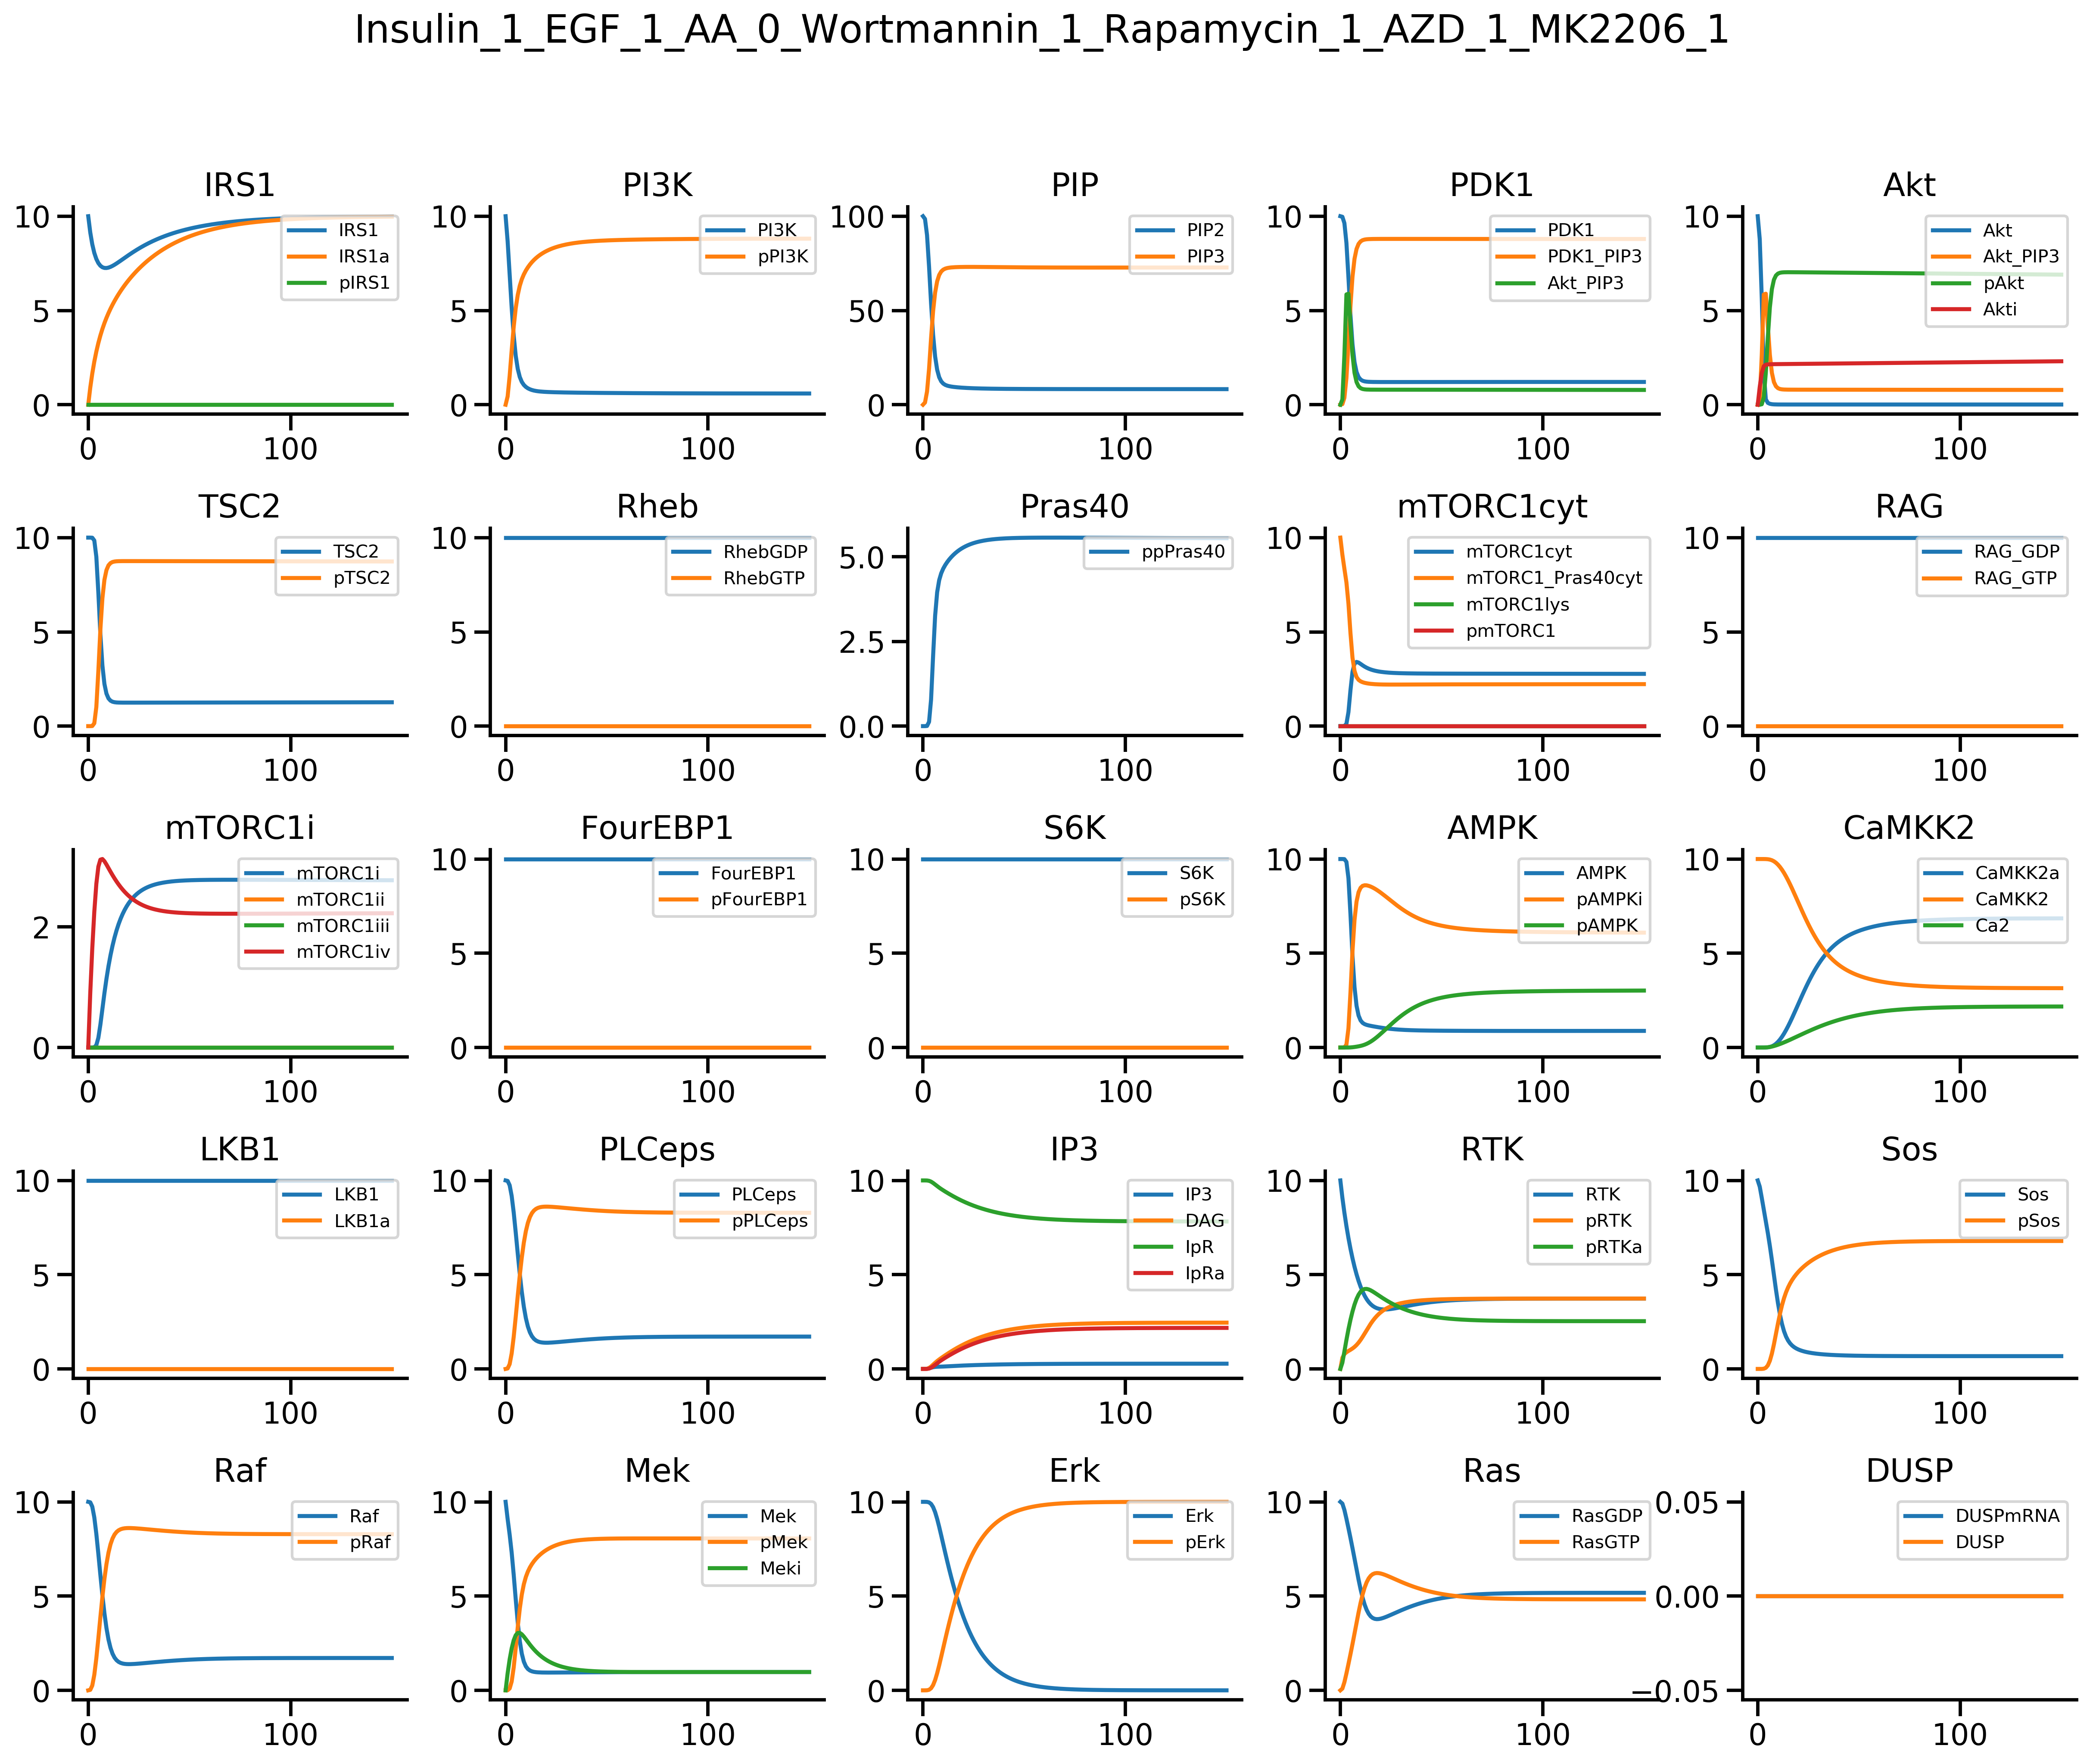 Insulin_1_EGF_1_AA_0_Wortmannin_1_Rapamycin_1_AZD_1_MK2206_1
IRS1
10
5
0
0
100
IRS1
IRS1a
pIRS1
PI3K
10
5
0
0
100
PI3K
pPI3K
PIP
100
50
0
0
100
PIP2
PIP3
PDK1
10
5
0
0
100
PDK1
PDK1_PIP3
Akt_PIP3
Akt
10
5
0
0
100
Akt
Akt_PIP3
pAkt
Akti
TSC2
10
5
0
0
100
TSC2
pTSC2
Rheb
10
5
0
0
100
RhebGDP
RhebGTP
Pras40
5.0
2.5
0.0
0
100
ppPras40
mTORC1cyt
10
5
0
0
100
mTORC1cyt
mTORC1_Pras40cyt
mTORC1lys
pmTORC1
RAG
10
5
0
0
100
RAG_GDP
RAG_GTP
mTORC1i
2
0
0
100
mTORC1i
mTORC1ii
mTORC1iii
mTORC1iv
FourEBP1
10
5
0
0
100
FourEBP1
pFourEBP1
S6K
10
5
0
0
100
S6K
pS6K
AMPK
10
5
0
0
100
AMPK
pAMPKi
pAMPK
CaMKK2
10
5
0
0
100
CaMKK2a
CaMKK2
Ca2
LKB1
10
5
0
0
100
LKB1
LKB1a
PLCeps
10
5
0
0
100
PLCeps
pPLCeps
IP3
10
5
0
0
100
IP3
DAG
IpR
IpRa
RTK
10
5
0
0
100
RTK
pRTK
pRTKa
Sos
10
5
0
0
100
Sos
pSos
Raf
10
5
0
0
100
Raf
pRaf
Mek
10
5
0
0
100
Mek
pMek
Meki
Erk
10
5
0
0
100
Erk
pErk
Ras
10
5
0
0
100
RasGDP
RasGTP
DUSP
0.05
0.00
−0.05
0
100
DUSPmRNA
DUSP